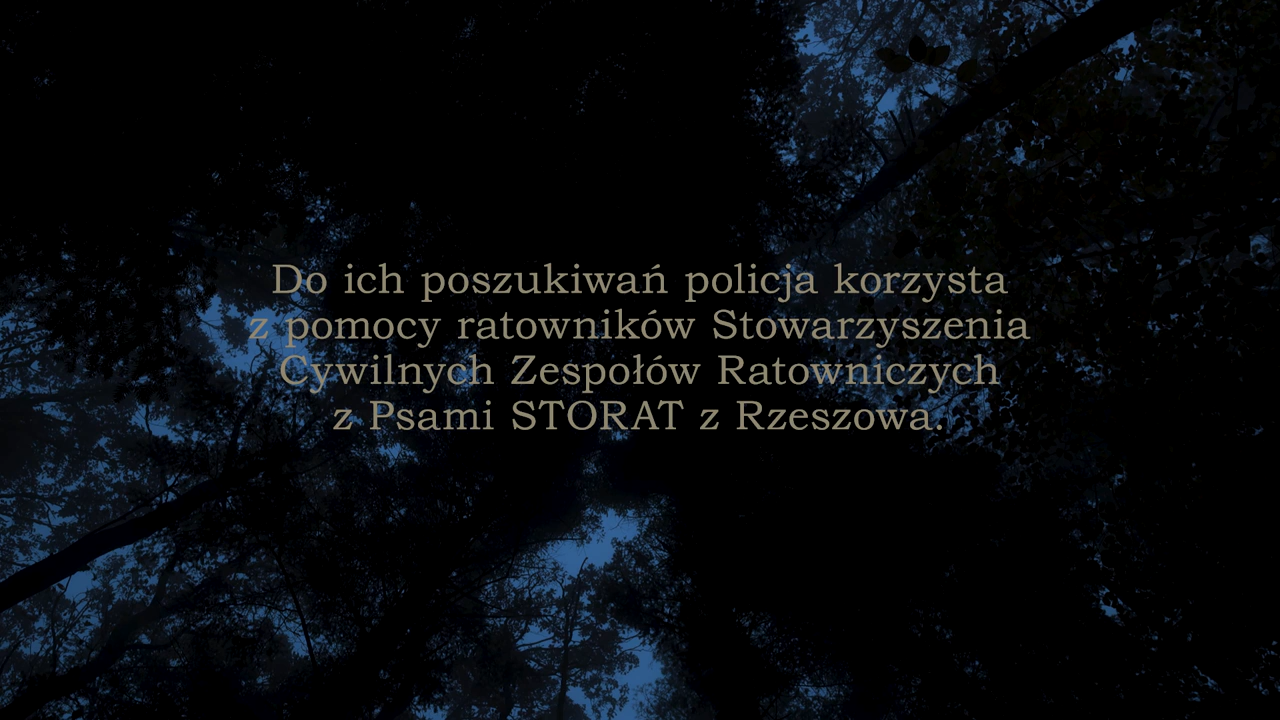 Do ich poszukiwań policja korzysta
z pomocy ratowników Stowarzyszenia
Cywilnych Zespołów Ratowniczych
z Psami STORAT z Rzeszowa.